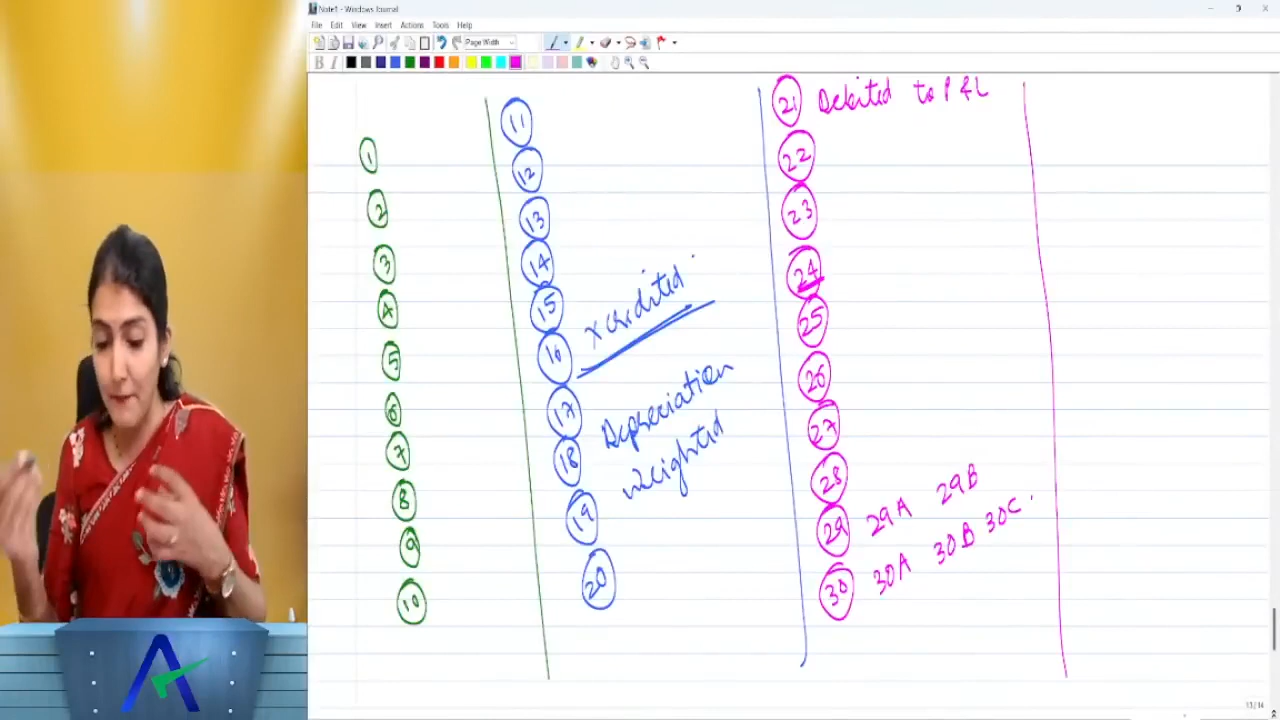 Note1 - Windows Journal
File Edit View Insert Actions Tools Help
Page Width
B I
1
2
3
4
5
6
7
8
9
10
11
12
13
14
15
16 x credited
17
18 Depreciation
19 weighted
20
21 Debited to P&L
22
23
24
25
26
27
28
29 29A 29B
30 30A 30B 30C
13/14